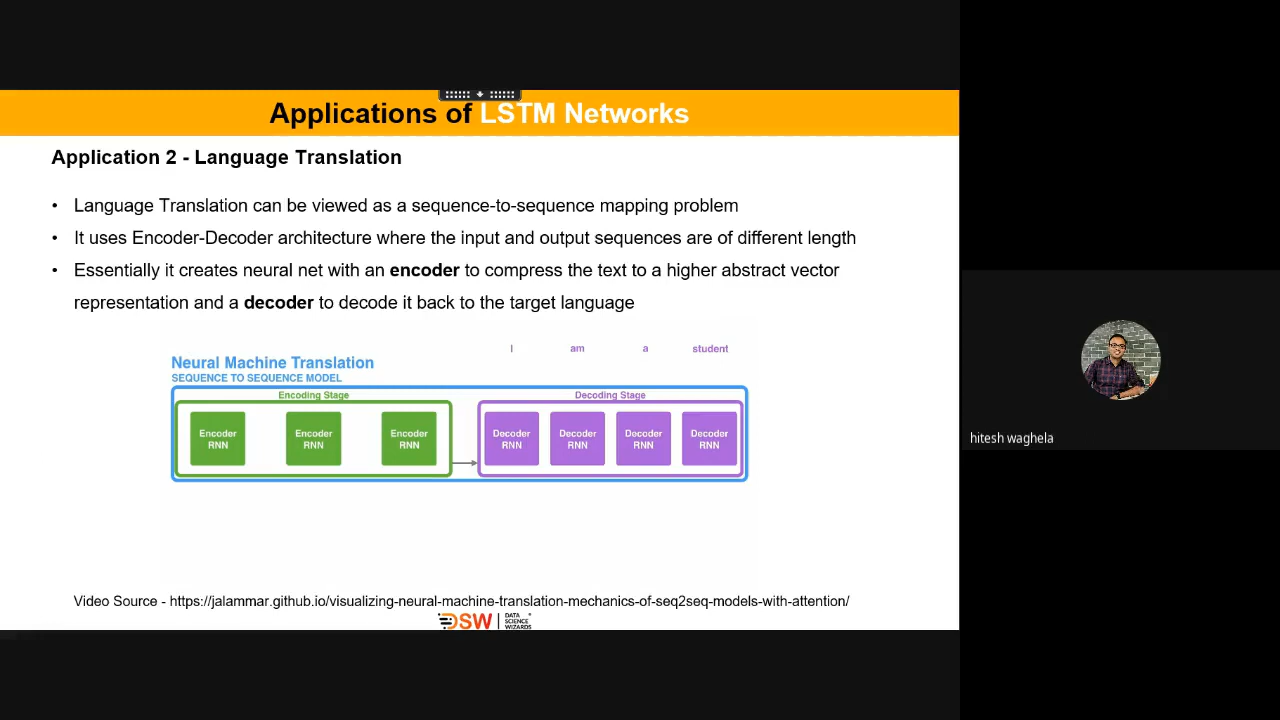 Applications of LSTM Networks
Application 2 - Language Translation
• Language Translation can be viewed as a sequence-to-sequence mapping problem
• It uses Encoder-Decoder architecture where the input and output sequences are of different length
• Essentially it creates neural net with an encoder to compress the text to a higher abstract vector
representation and a decoder to decode it back to the target language
I am a student
Neural Machine Translation
SEQUENCE TO SEQUENCE MODEL
Encoding Stage
Decoding Stage
Encoder
RNN
Encoder
RNN
Encoder
RNN
Decoder
RNN
Decoder
RNN
Decoder
RNN
Decoder
RNN
hitesh waghela
Video Source - https://jalammar.github.io/visualizing-neural-machine-translation-mechanics-of-seq2seq-models-with-attention/
DSW
DATA
SCIENCE
WIZARDS